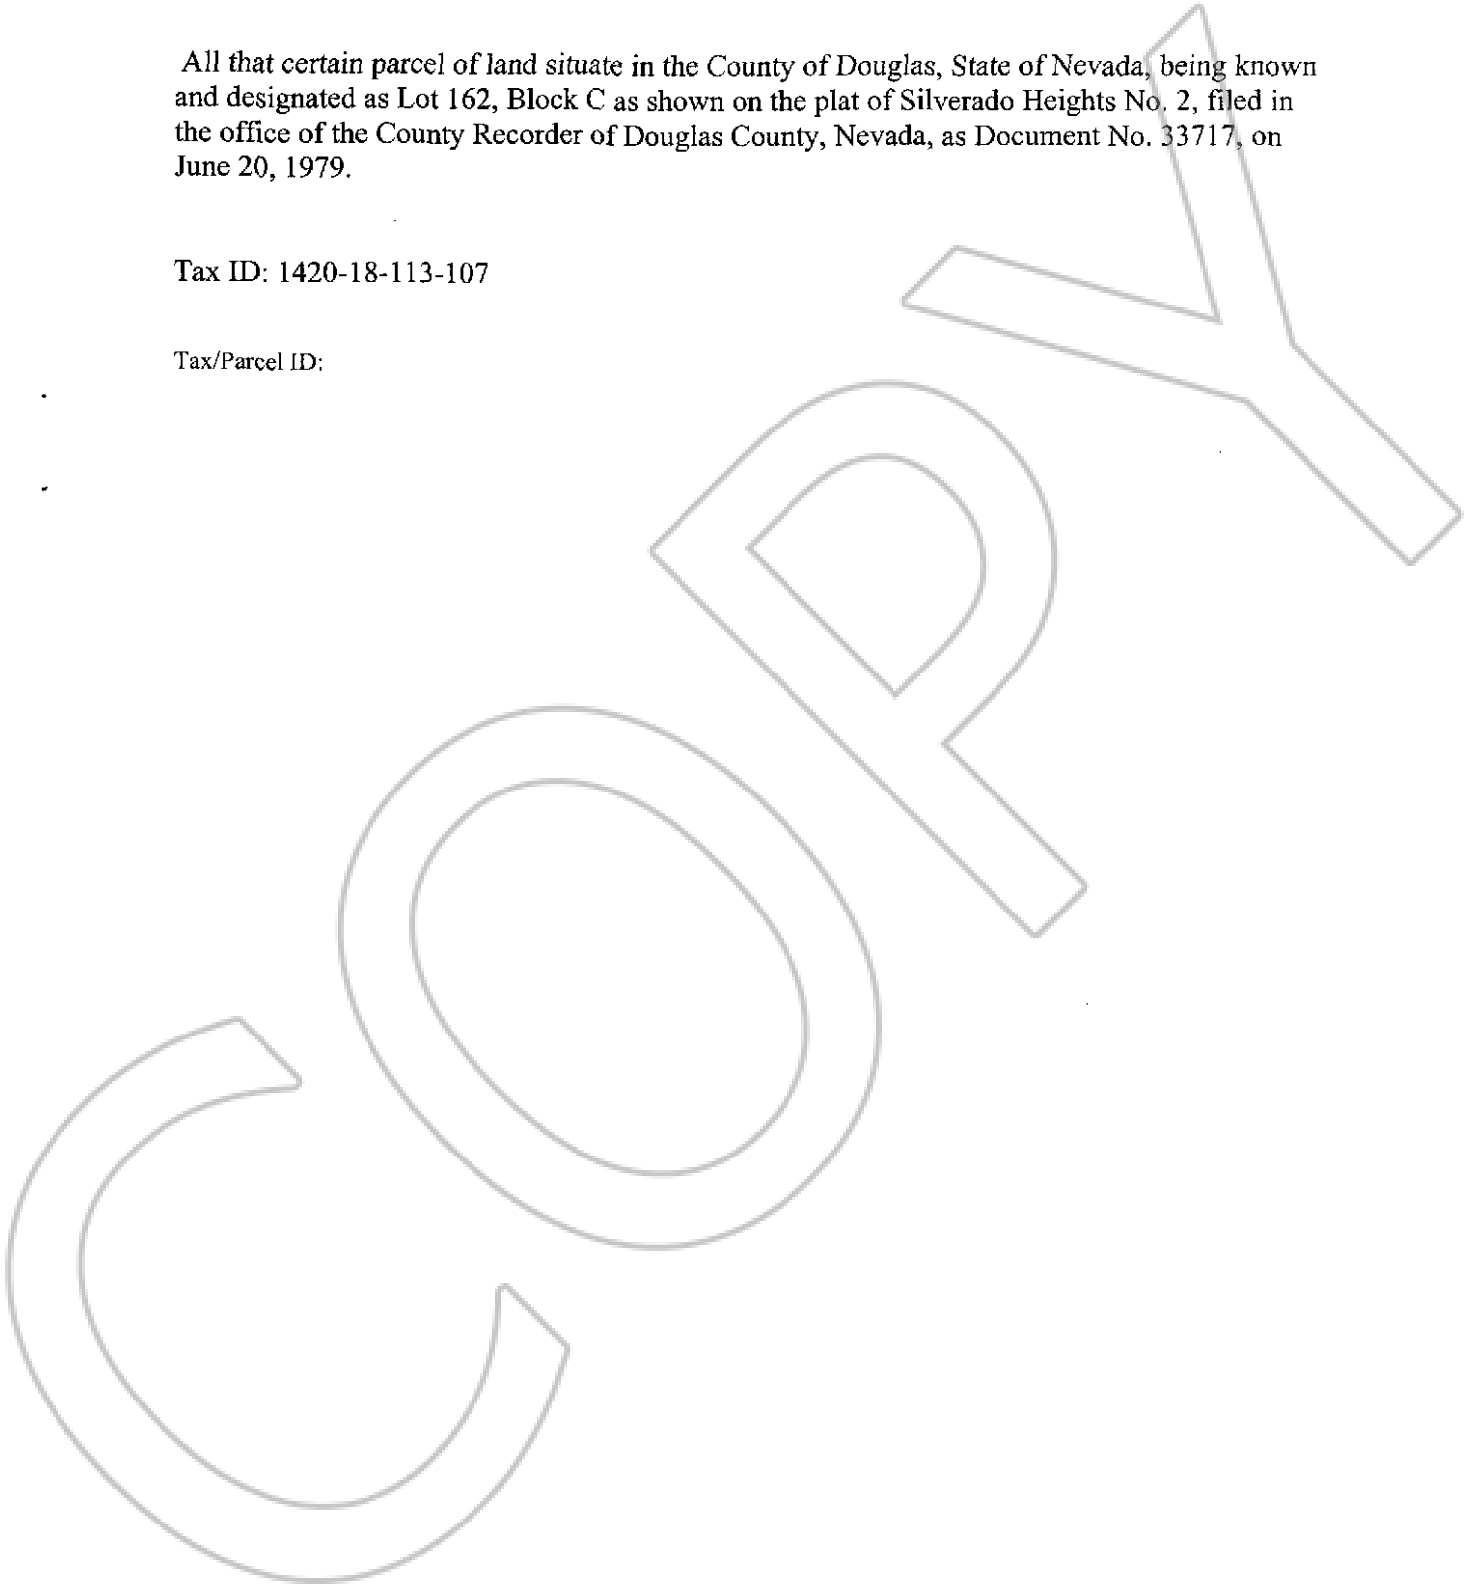 All that certain parcel of land situate in the County of Douglas, State of Nevada, being known
and designated as Lot 162, Block C as shown on the plat of Silverado Heights No. 2, filed in
the office of the County Recorder of Douglas County, Nevada, as Document No. 33717, on
June 20, 1979.
Tax ID: 1420-18-113-107
Tax/Parcel ID:
COPY